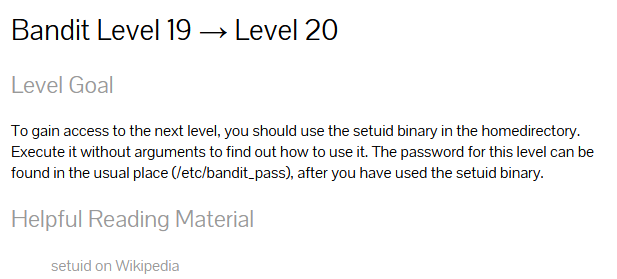 Bandit Level 19 → Level 20
Level Goal
To gain access to the next level, you should use the setuid binary in the homedirectory.
Execute it without arguments to find out how to use it. The password for this level can be
found in the usual place (/etc/bandit_pass), after you have used the setuid binary.
Helpful Reading Material
setuid on Wikipedia